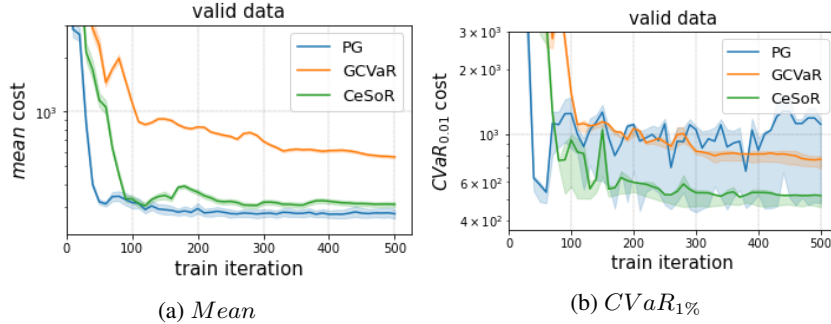 valid data
mean cost
10³
PG
GCVaR
CeSoR
0 100 200 300 400 500
train iteration
(a) Mean
valid data
CVaR₀.₀₁ cost
3 × 10³
2 × 10³
10³
6 × 10²
4 × 10²
PG
GCVaR
CeSoR
0 100 200 300 400 500
train iteration
(b) CVaR₁%